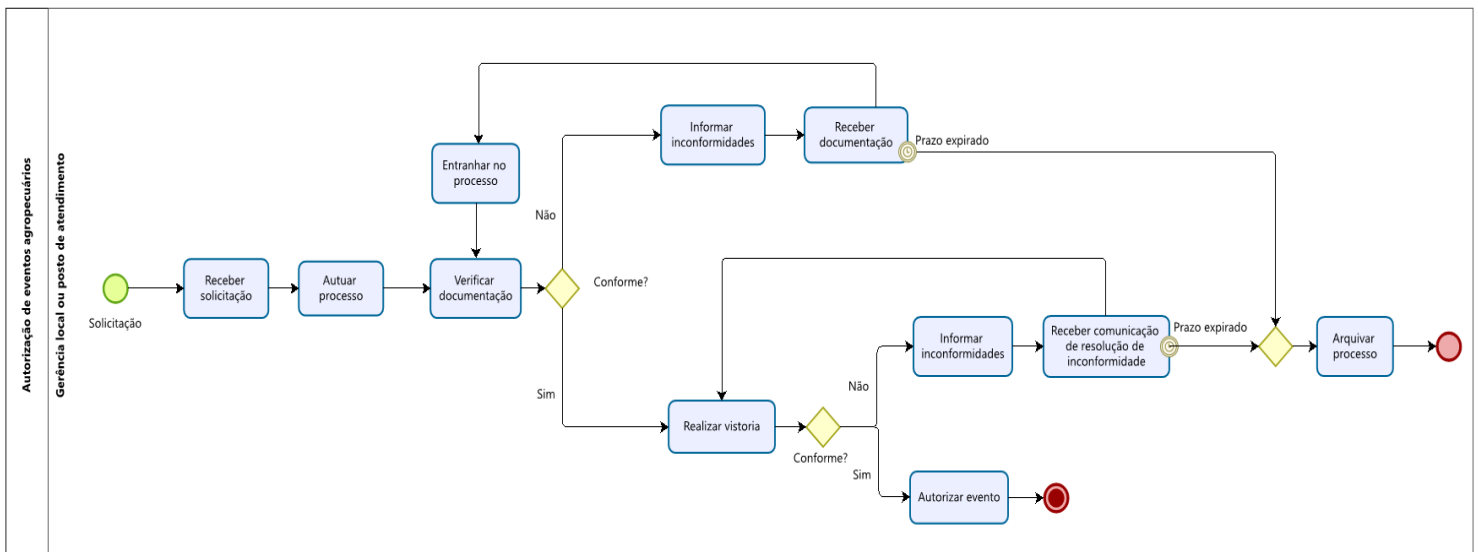 Autorização de eventos agropecuários
Gerência local ou posto de atendimento
Solicitação
Receber
solicitação
Autuar
processo
Entranhar no
processo
Verificar
documentação
Conforme?
Não
Informar
inconformidades
Receber
documentação
Prazo expirado
Sim
Realizar vistoria
Conforme?
Não
Informar
inconformidades
Receber comunicação
de resolução de
inconformidade
Prazo expirado
Arquivar
processo
Sim
Autorizar evento